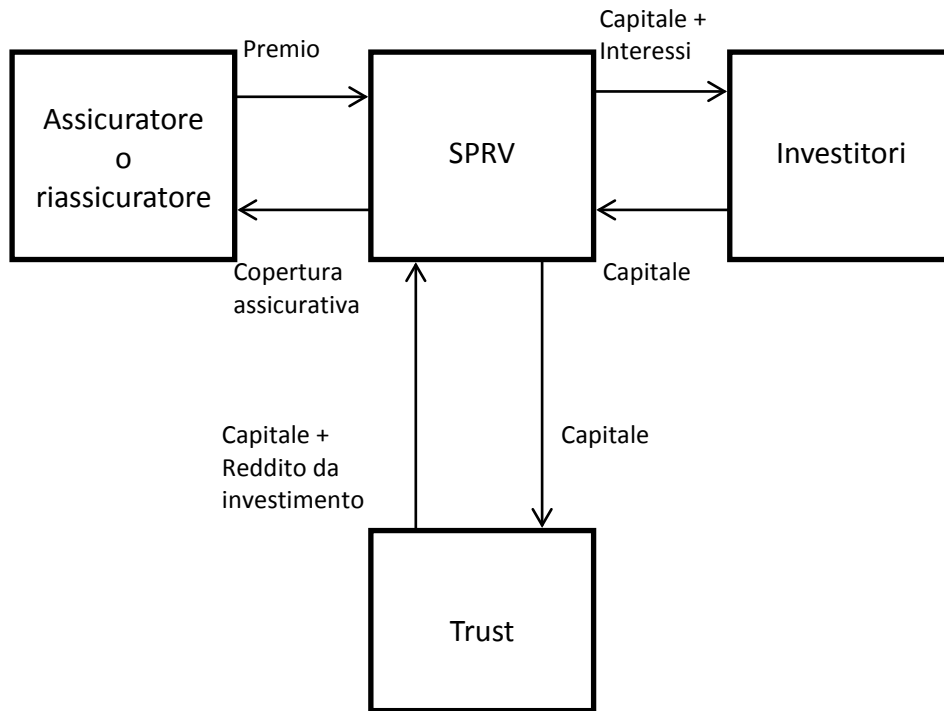 Capitale +
Interessi
Premio
Assicuratore
o
riassicuratore
SPRV
Investitori
Copertura
assicurativa
Capitale
Capitale +
Reddito da
investimento
Capitale
Trust